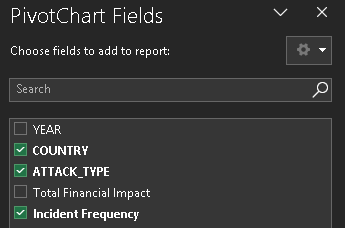 PivotChart Fields
Choose fields to add to report:
Search
YEAR
COUNTRY
ATTACK_TYPE
Total Financial Impact
Incident Frequency